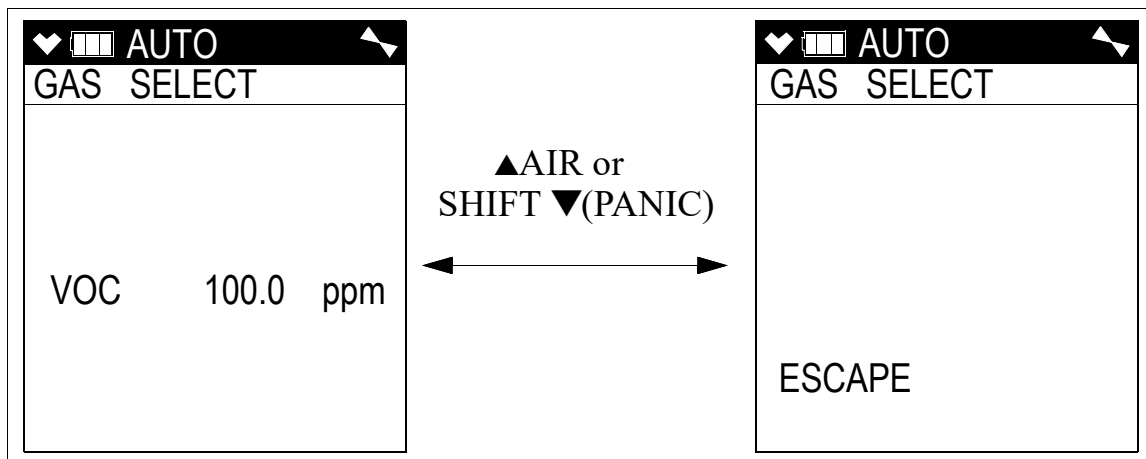 AUTO
GAS SELECT
VOC 100.0 ppm
▲AIR or
SHIFT ▼(PANIC)
AUTO
GAS SELECT
ESCAPE